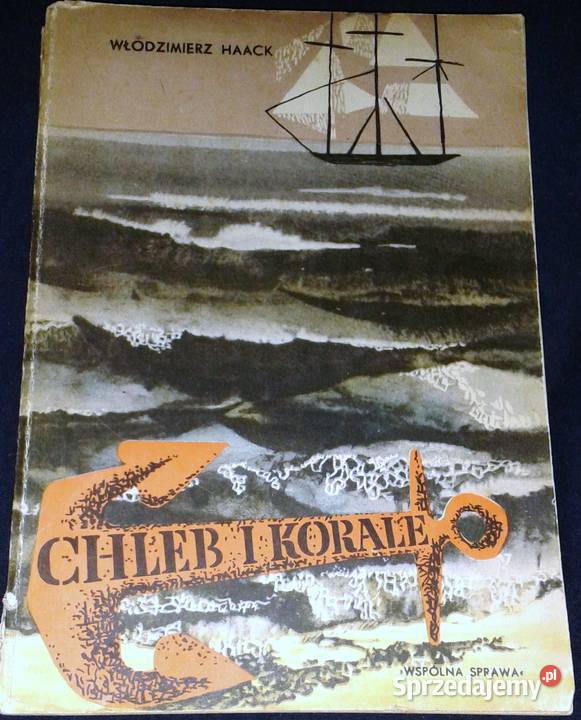 WŁODZIMIERZ HAACK
CHLEB I KORALE
»WSPÓLNA SPRAWA«
Sprzedajemy.pl